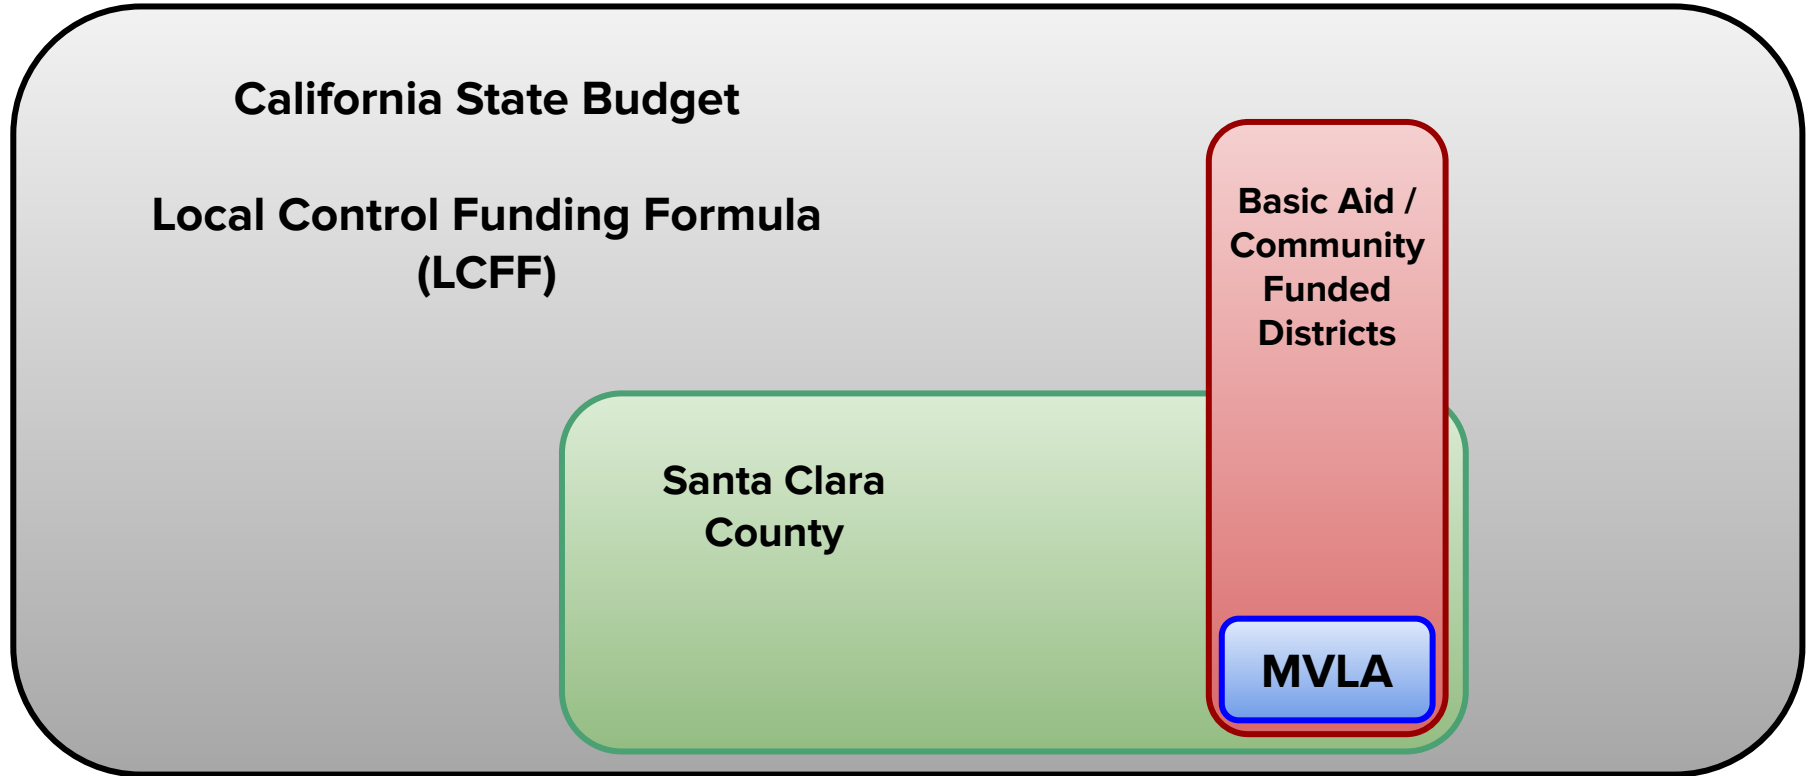 California State Budget
Local Control Funding Formula
(LCFF)
Basic Aid /
Community
Funded
Districts
Santa Clara
County
MVLA